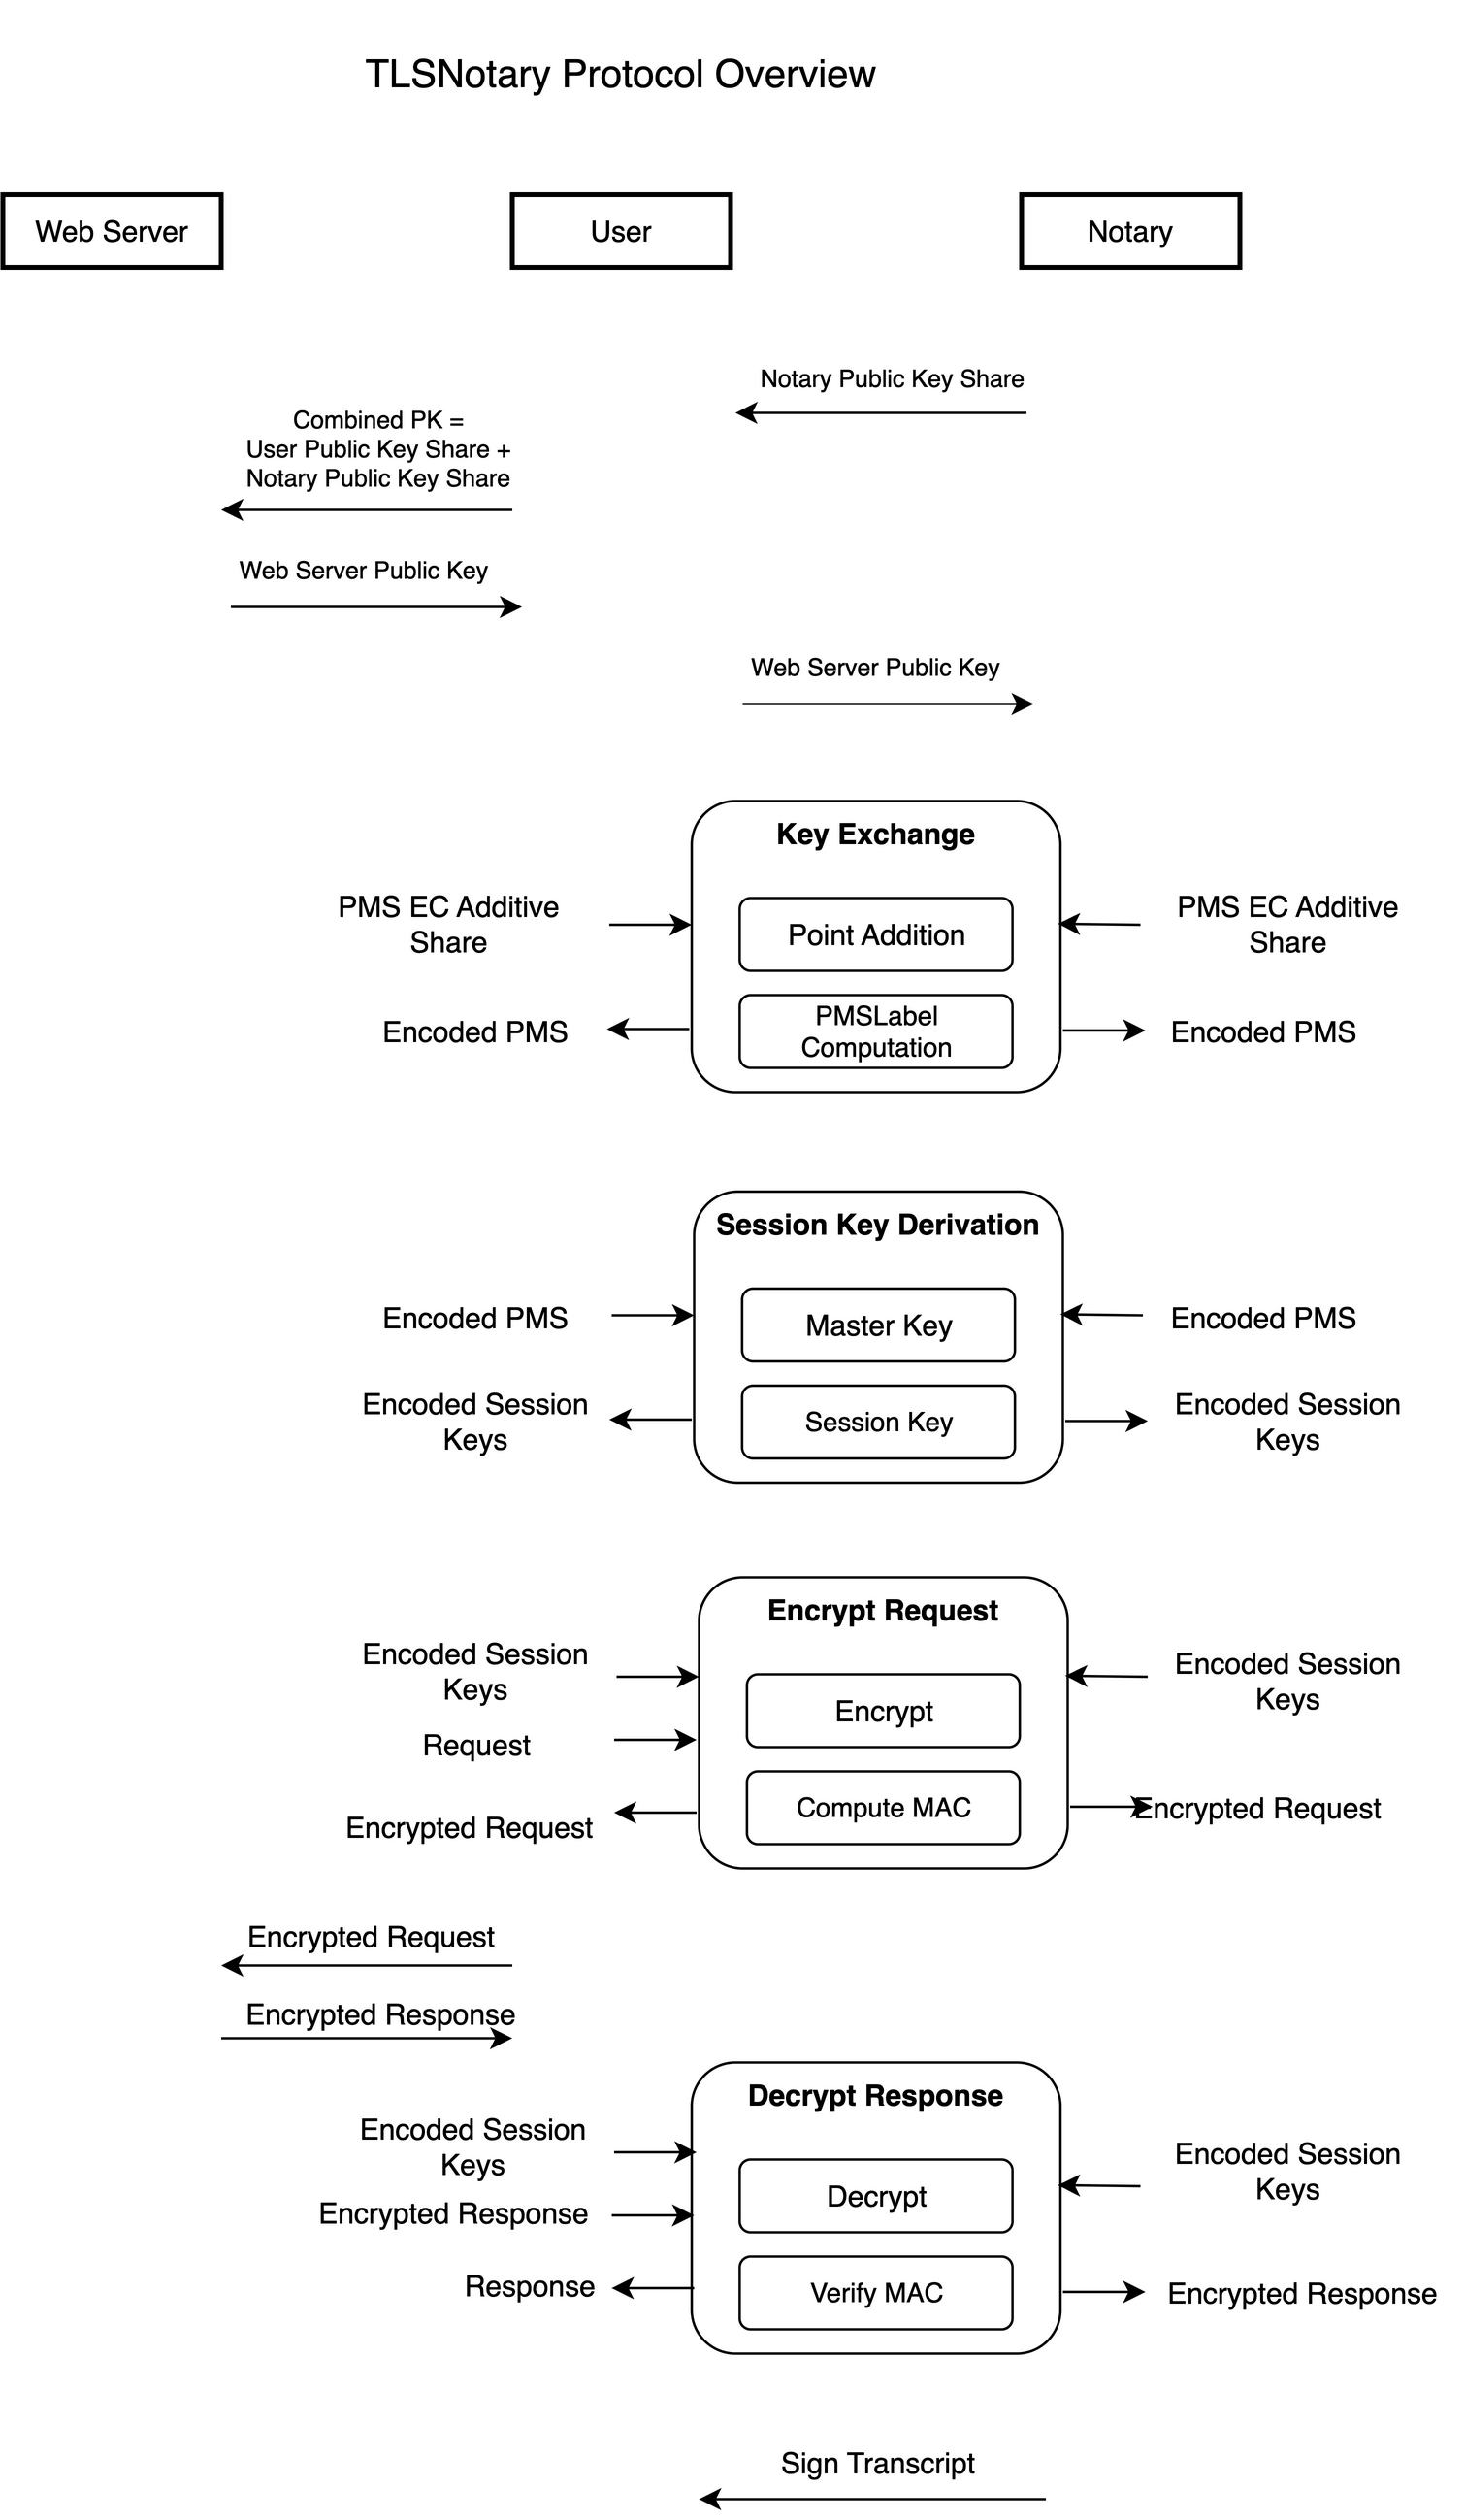 TLSNotary Protocol Overview
Web Server
User
Notary
Notary Public Key Share
Combined PK =
User Public Key Share +
Notary Public Key Share
Web Server Public Key
Web Server Public Key
Key Exchange
PMS EC Additive
Share
Point Addition
PMS EC Additive
Share
Encoded PMS
PMSLabel
Computation
Encoded PMS
Session Key Derivation
Encoded PMS
Master Key
Encoded PMS
Encoded Session
Keys
Session Key
Encoded Session
Keys
Encrypt Request
Encoded Session
Keys
Encrypt
Encoded Session
Keys
Request
Encrypted Request
Compute MAC
Encrypted Request
Encrypted Request
Encrypted Response
Decrypt Response
Encoded Session
Keys
Decrypt
Encoded Session
Keys
Encrypted Response
Response
Verify MAC
Encrypted Response
Sign Transcript